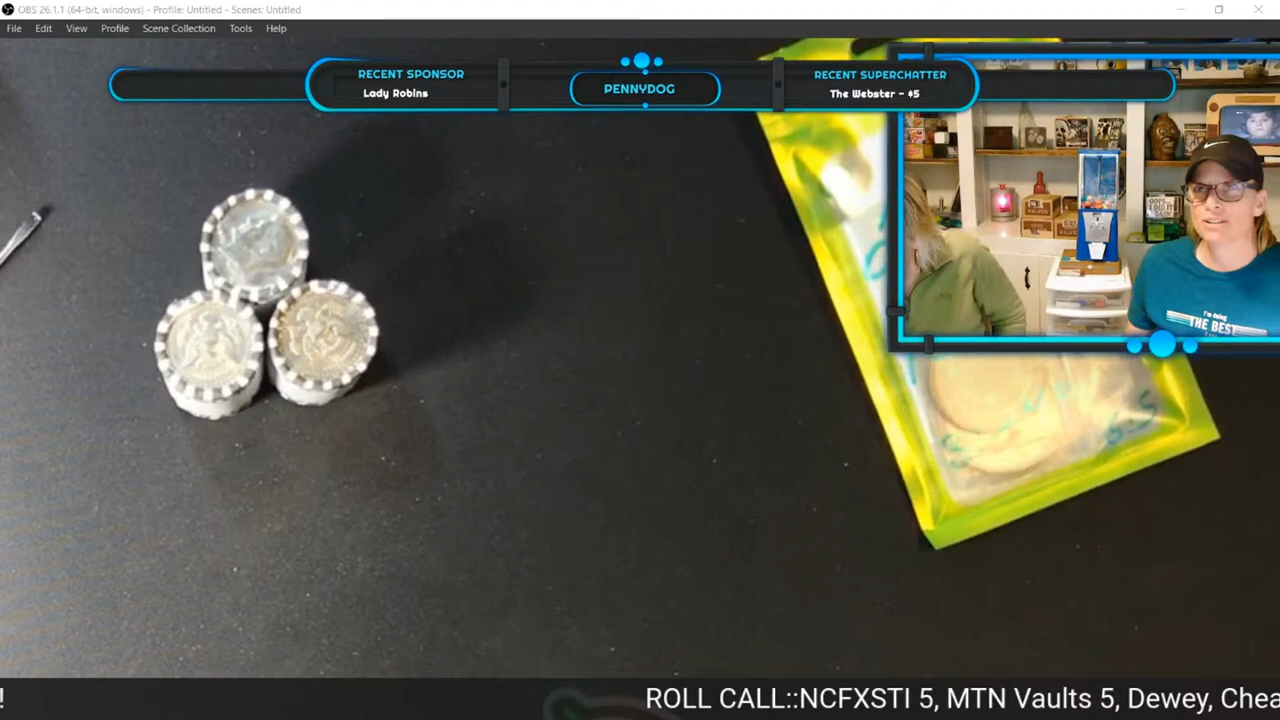 OBS 26.1.1 (64-bit, windows) - Profile: Untitled - Scenes: Untitled
File Edit View Profile Scene Collection Tools Help
RECENT SPONSOR
Lady Robins
PENNYDOG
RECENT SUPERCHATTER
The Webster - $5
I'm doing
THE BEST
!
ROLL CALL::NCFXSTI 5, MTN Vaults 5, Dewey, Chea